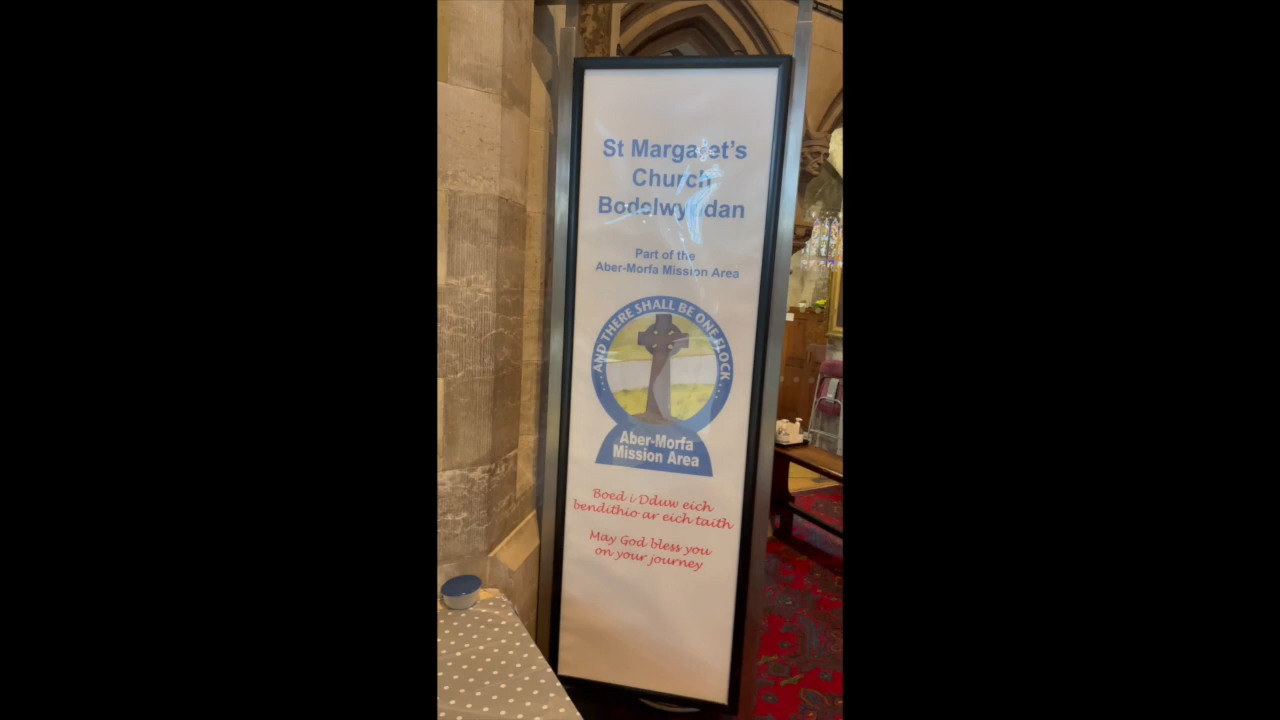 St Margaret's
Church
Bodelwyddan
Part of the
Aber-Morfa Mission Area
...AND THERE SHALL BE ONE FLOCK...
Aber-Morfa
Mission Area
Boed i Dduw eich
bendithio ar eich taith
May God bless you
on your journey